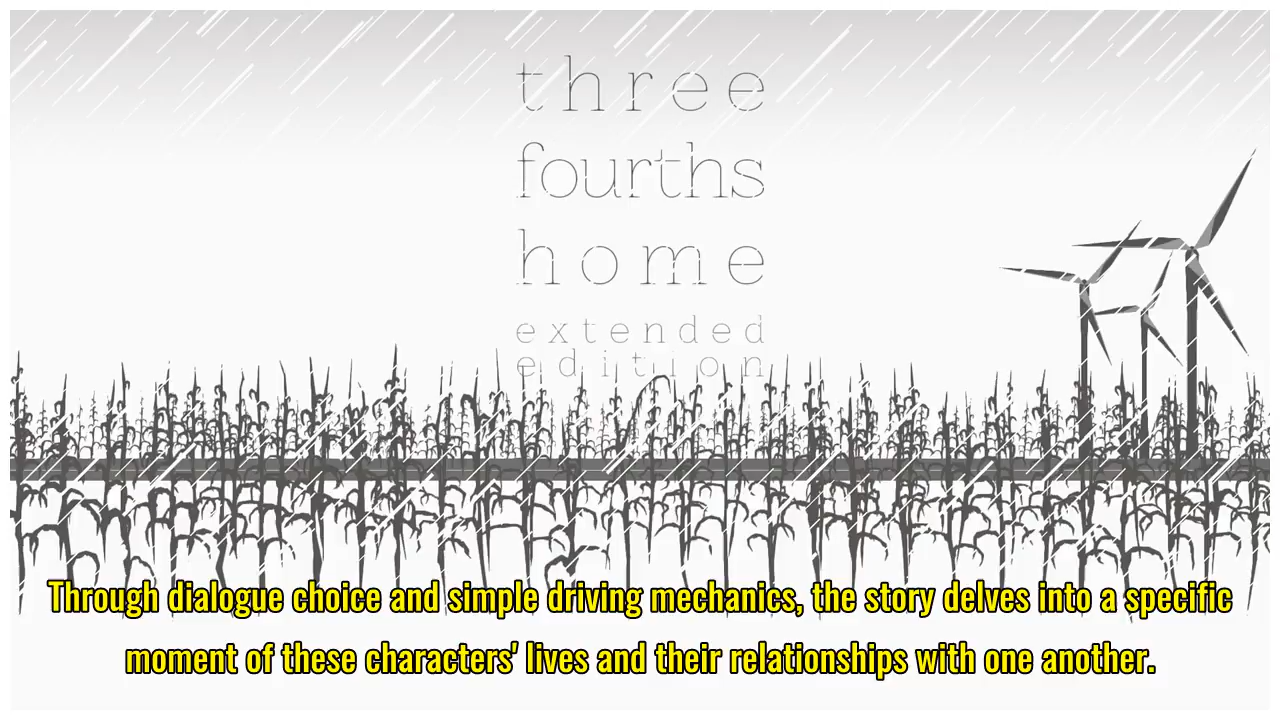 three
fourths
home
extended
edition
Through dialogue choice and simple driving mechanics, the story delves into a specific
moment of these characters' lives and their relationships with one another.